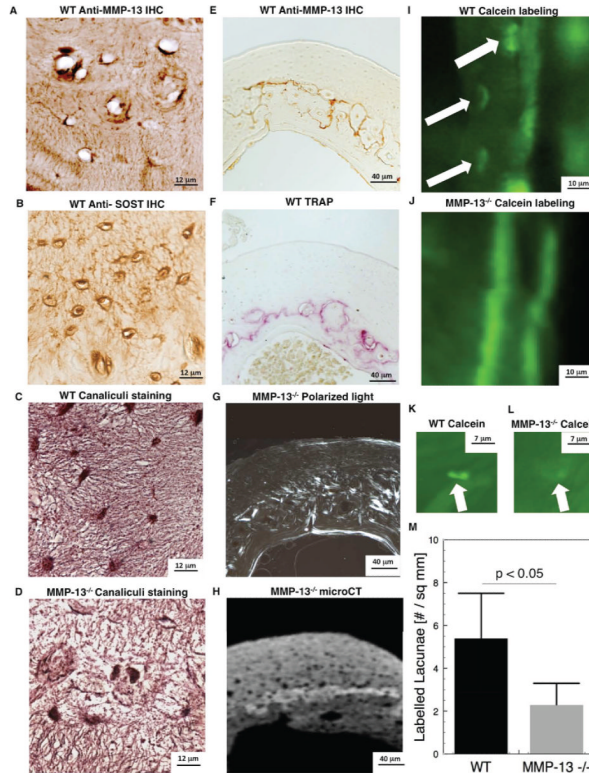 A
WT Anti-MMP-13 IHC
12 µm
B
WT Anti- SOST IHC
12 µm
C
WT Canaliculi staining
12 µm
D
MMP-13-/- Canaliculi staining
12 µm
E
WT Anti-MMP-13 IHC
40 µm
F
WT TRAP
40 µm
G
MMP-13-/- Polarized light
40 µm
H
MMP-13-/- microCT
40 µm
I
WT Calcein labeling
10 µm
J
MMP-13-/- Calcein labeling
10 µm
K
WT Calcein
7 µm
L
MMP-13-/- Calcei
7 µm
M
Labelled Lacunae [# / sq mm]
10
8
6
4
2
0
p < 0.05
WT
MMP-13 -/-